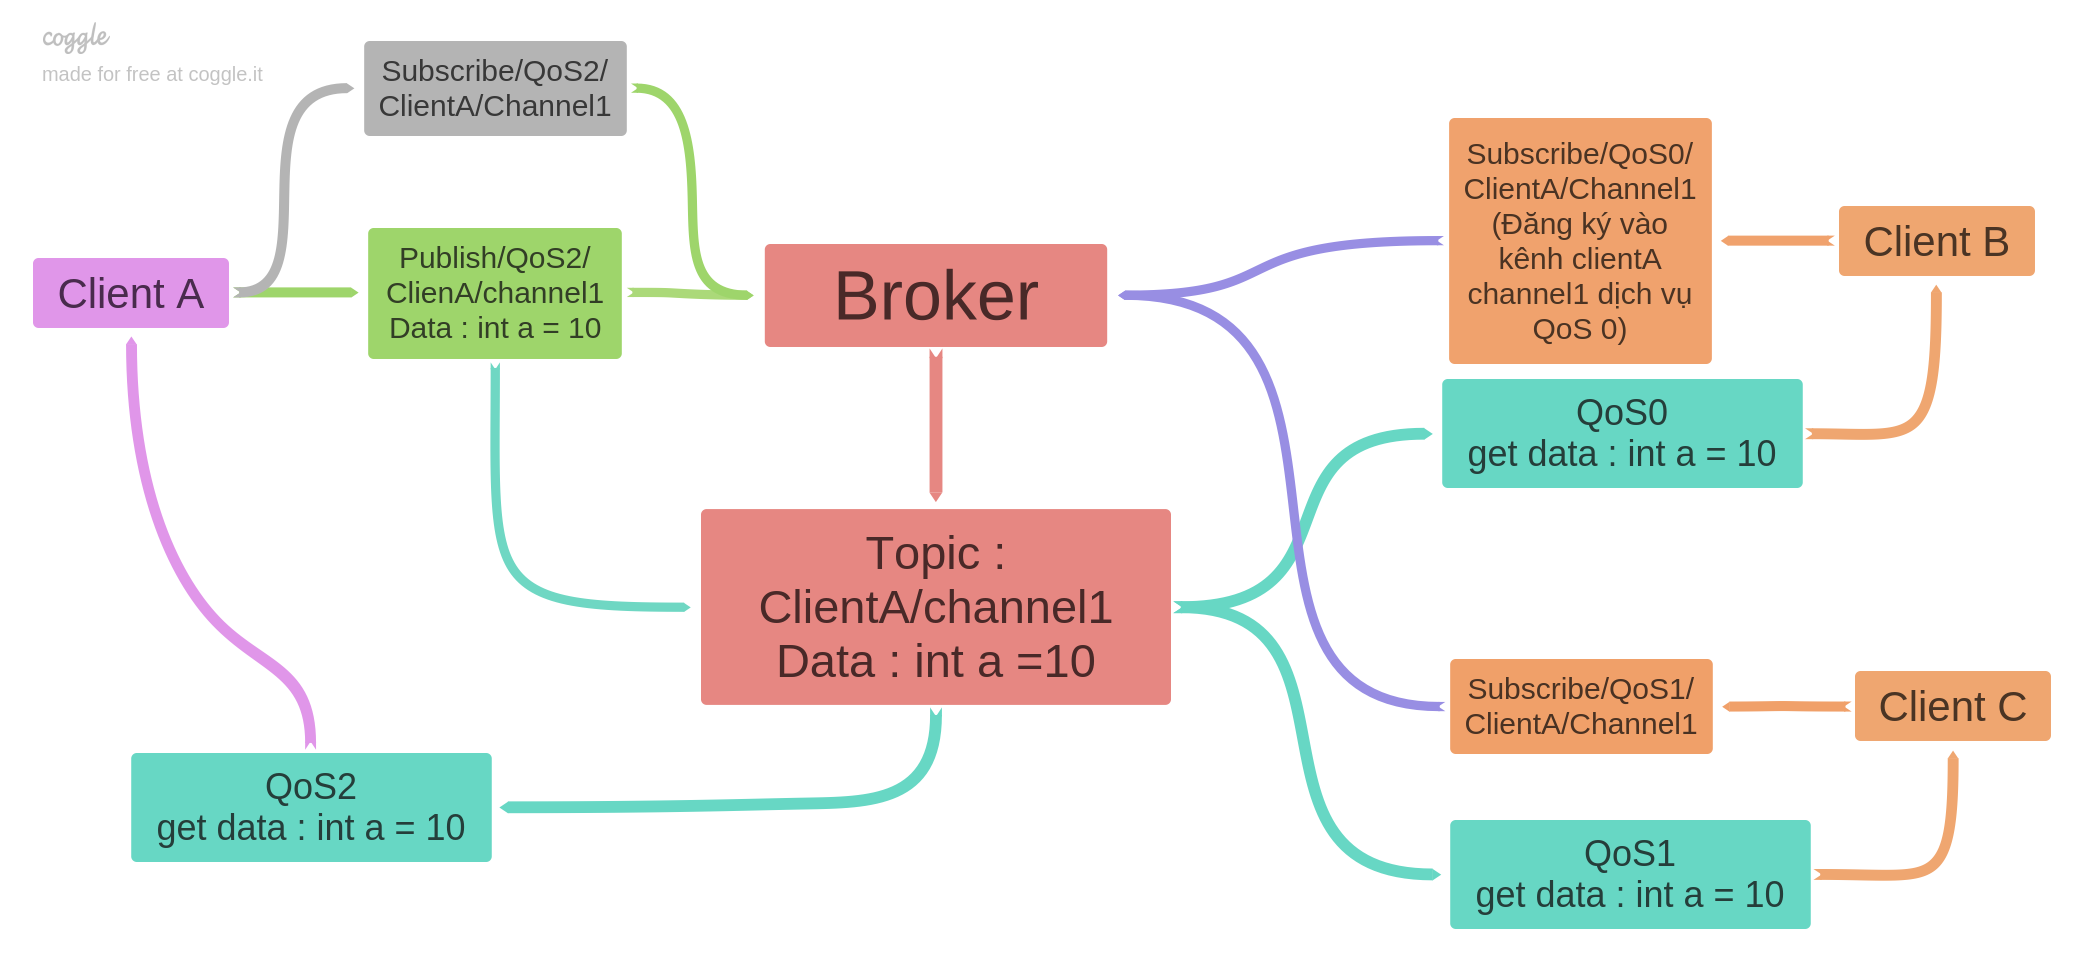 coggle
made for free at coggle.it
Subscribe/QoS2/
ClientA/Channel1
Publish/QoS2/
ClienA/channel1
Data : int a = 10
Client A
Broker
Subscribe/QoS0/
ClientA/Channel1
(Đăng ký vào
kênh clientA
channel1 dịch vụ
QoS 0)
Client B
QoS0
get data : int a = 10
Topic :
ClientA/channel1
Data : int a =10
Subscribe/QoS1/
ClientA/Channel1
Client C
QoS2
get data : int a = 10
QoS1
get data : int a = 10